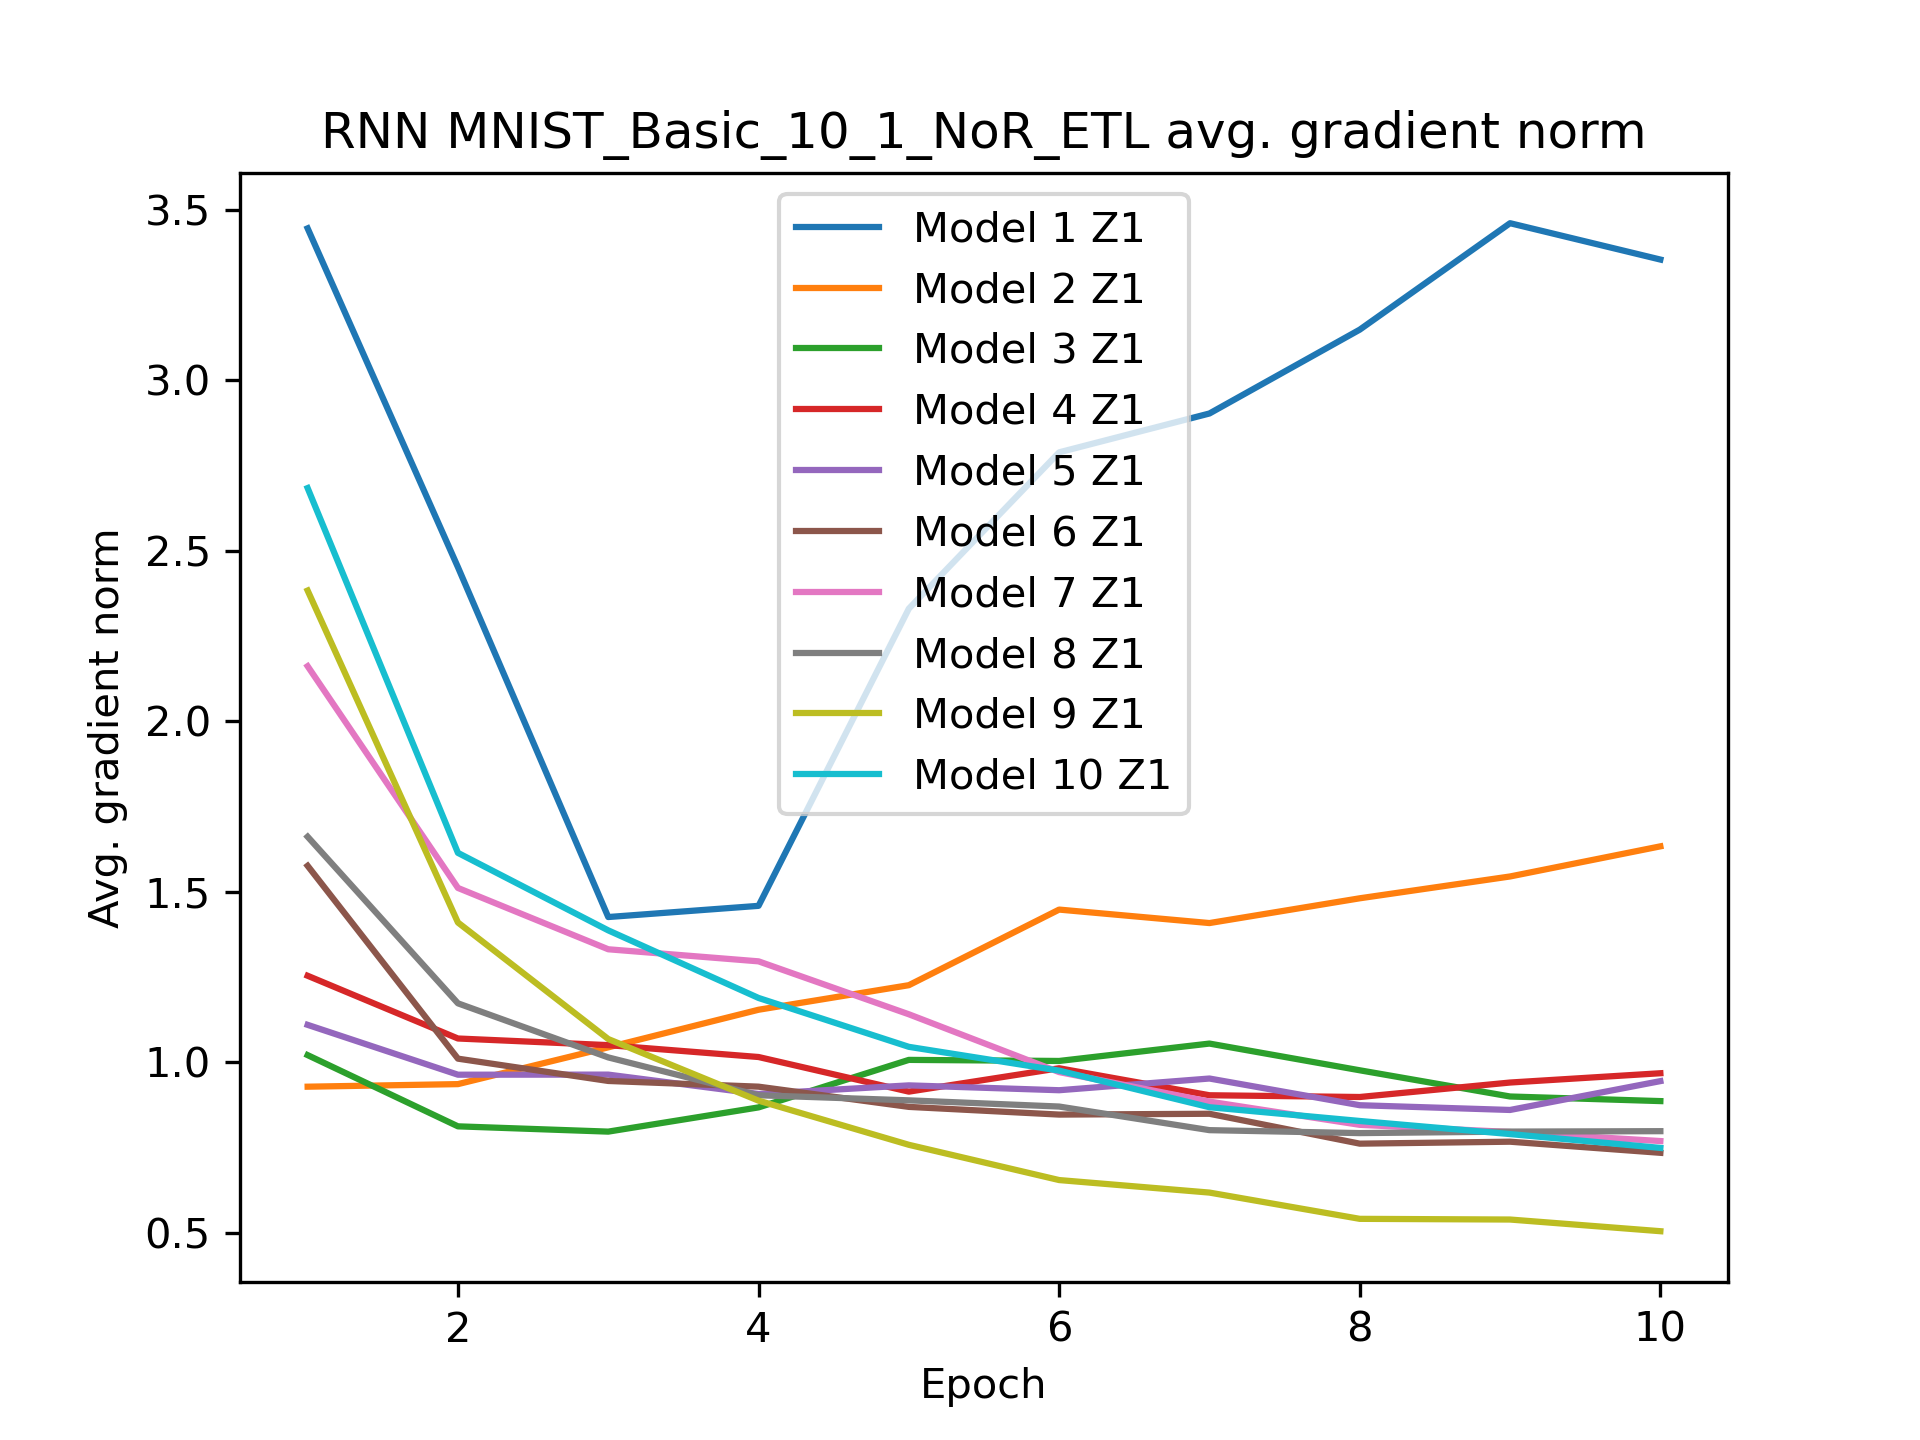 RNN MNIST_Basic_10_1_NoR_ETL avg. gradient norm
3.5
3.0
2.5
2.0
1.5
1.0
0.5
Avg. gradient norm
Model 1 Z1
Model 2 Z1
Model 3 Z1
Model 4 Z1
Model 5 Z1
Model 6 Z1
Model 7 Z1
Model 8 Z1
Model 9 Z1
Model 10 Z1
2 4 6 8 10
Epoch